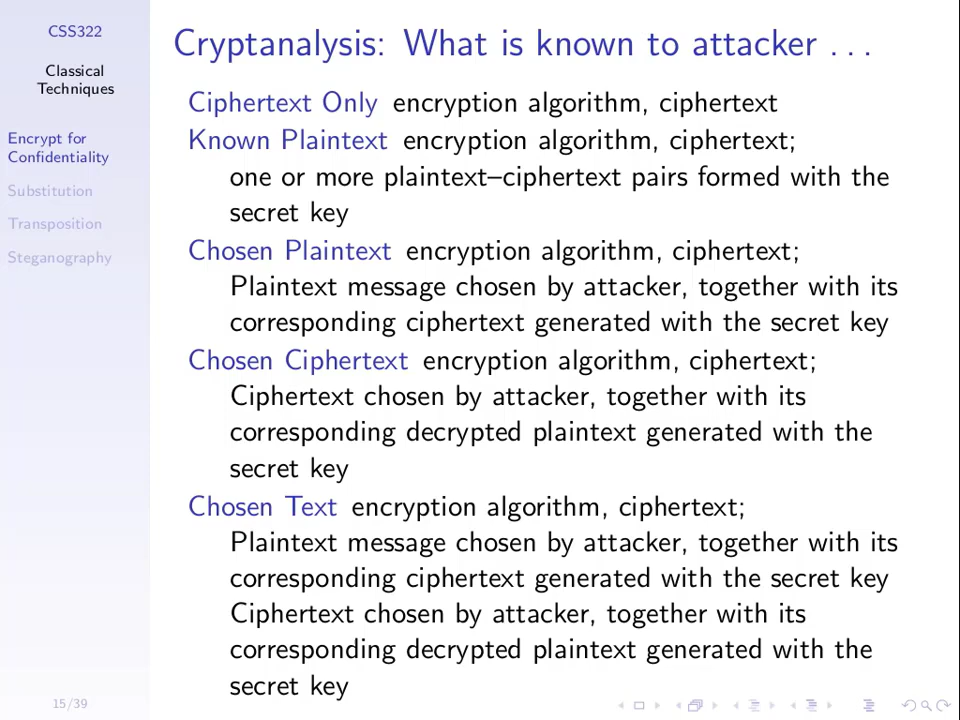 CSS322
Classical
Techniques
Encrypt for
Confidentiality
Substitution
Transposition
Steganography
15/39
Cryptanalysis: What is known to attacker . . .
Ciphertext Only encryption algorithm, ciphertext
Known Plaintext encryption algorithm, ciphertext;
one or more plaintext–ciphertext pairs formed with the
secret key
Chosen Plaintext encryption algorithm, ciphertext;
Plaintext message chosen by attacker, together with its
corresponding ciphertext generated with the secret key
Chosen Ciphertext encryption algorithm, ciphertext;
Ciphertext chosen by attacker, together with its
corresponding decrypted plaintext generated with the
secret key
Chosen Text encryption algorithm, ciphertext;
Plaintext message chosen by attacker, together with its
corresponding ciphertext generated with the secret key
Ciphertext chosen by attacker, together with its
corresponding decrypted plaintext generated with the
secret key